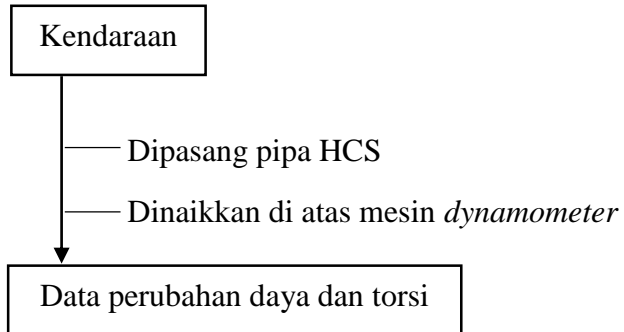 Kendaraan
Dipasang pipa HCS
Dinaikkan di atas mesin dynamometer
Data perubahan daya dan torsi